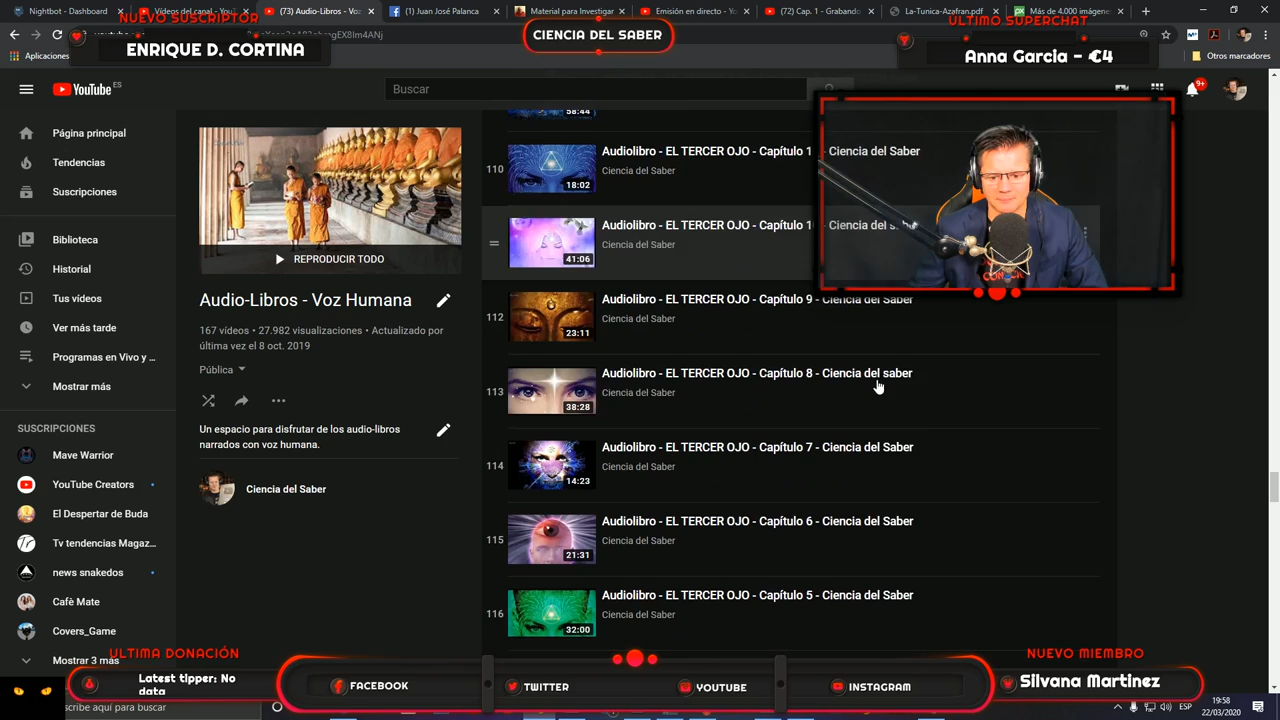 Nightbot - Dashboard
Vídeos del canal - You
(73) Audio-Libros - Voz
(1) Juan José Palanca
Material para Investigar
Emisión en directo - You
(72) Cap. 1 - Grabando
La-Tunica-Azafran.pdf
Más de 4.000 imágenes
NUEVO SUSCRIPTOR
ENRIQUE D. CORTINA
CIENCIA DEL SABER
ULTIMO SUPERCHAT
Anna Garcia - €4
Aplicaciones
Otros marcadores
YouTube ES
Buscar
9+
Página principal
Tendencias
Suscripciones
Biblioteca
Historial
Tus vídeos
Ver más tarde
Programas en Vivo y ...
Mostrar más
SUSCRIPCIONES
Mave Warrior
YouTube Creators
El Despertar de Buda
Tv tendencias Magaz...
news snakedos
Cafè Mate
Covers_Game
Mostrar 3 más
REPRODUCIR TODO
Audio-Libros - Voz Humana
167 vídeos • 27.982 visualizaciones • Actualizado por
última vez el 8 oct. 2019
Pública
Un espacio para disfrutar de los audio-libros
narrados con voz humana.
Ciencia del Saber
58:44
110
18:02
Audiolibro - EL TERCER OJO - Capítulo 1 - Ciencia del Saber
Ciencia del Saber
41:06
Audiolibro - EL TERCER OJO - Capítulo 1 - Ciencia del Saber
Ciencia del Saber
112
23:11
Audiolibro - EL TERCER OJO - Capítulo 9 - Ciencia del Saber
Ciencia del Saber
113
38:28
Audiolibro - EL TERCER OJO - Capítulo 8 - Ciencia del saber
Ciencia del Saber
114
14:23
Audiolibro - EL TERCER OJO - Capítulo 7 - Ciencia del Saber
Ciencia del Saber
115
21:31
Audiolibro - EL TERCER OJO - Capítulo 6 - Ciencia del Saber
Ciencia del Saber
116
32:00
Audiolibro - EL TERCER OJO - Capítulo 5 - Ciencia del Saber
Ciencia del Saber
ULTIMA DONACIÓN
Latest tipper: No
data
FACEBOOK
TWITTER
YOUTUBE
INSTAGRAM
NUEVO MIEMBRO
Silvana Martinez
scribe aquí para buscar
ESP
19:58
22/03/2020